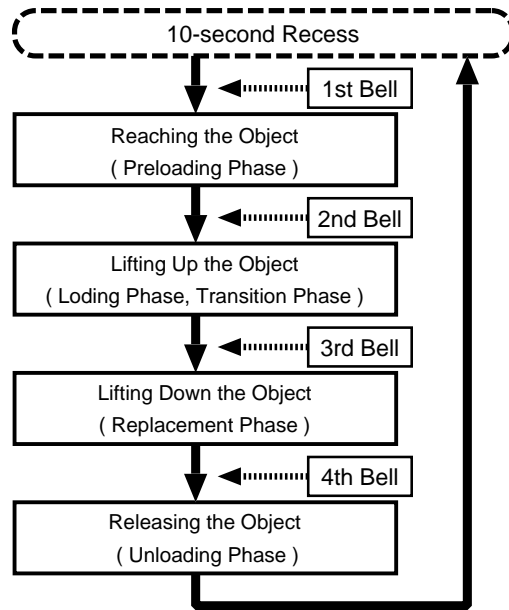 10-second Recess
1st Bell
Reaching the Object
( Preloading Phase )
2nd Bell
Lifting Up the Object
( Loding Phase, Transition Phase )
3rd Bell
Lifting Down the Object
( Replacement Phase )
4th Bell
Releasing the Object
( Unloading Phase )